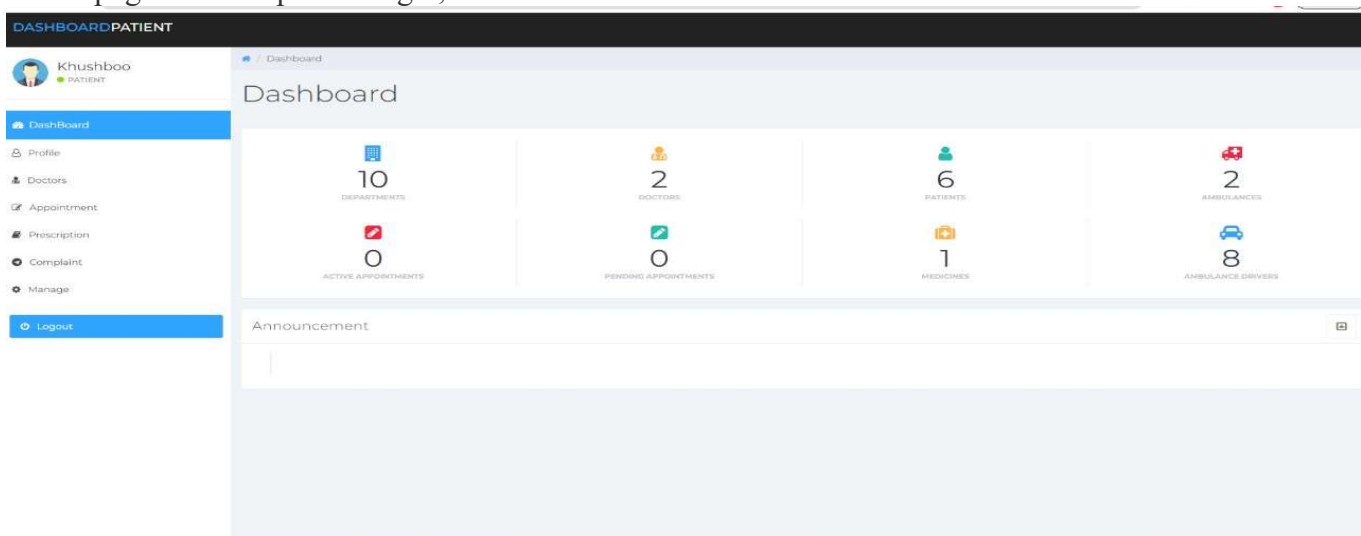 DASHBOARDPATIENT
Khushboo
PATIENT
/ Dashboard
Dashboard
DashBoard
Profile
Doctors
Appointment
Prescription
Complaint
Manage
Logout
10
DEPARTMENTS
2
DOCTORS
6
PATIENTS
2
AMBULANCES
0
ACTIVE APPOINTMENTS
0
PENDING APPOINTMENTS
1
MEDICINES
8
AMBULANCE DRIVERS
Announcement